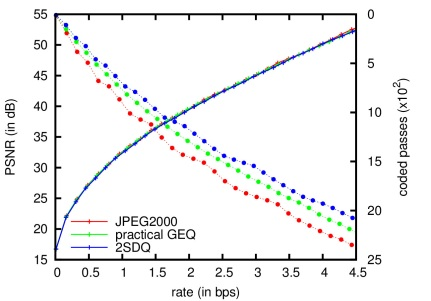 55
50
45
40
35
30
25
20
15
PSNR (in dB)
0
5
10
15
20
25
coded passes (x10²)
JPEG2000
practical GEQ
2SDQ
0 0.5 1 1.5 2 2.5 3 3.5 4 4.5
rate (in bps)